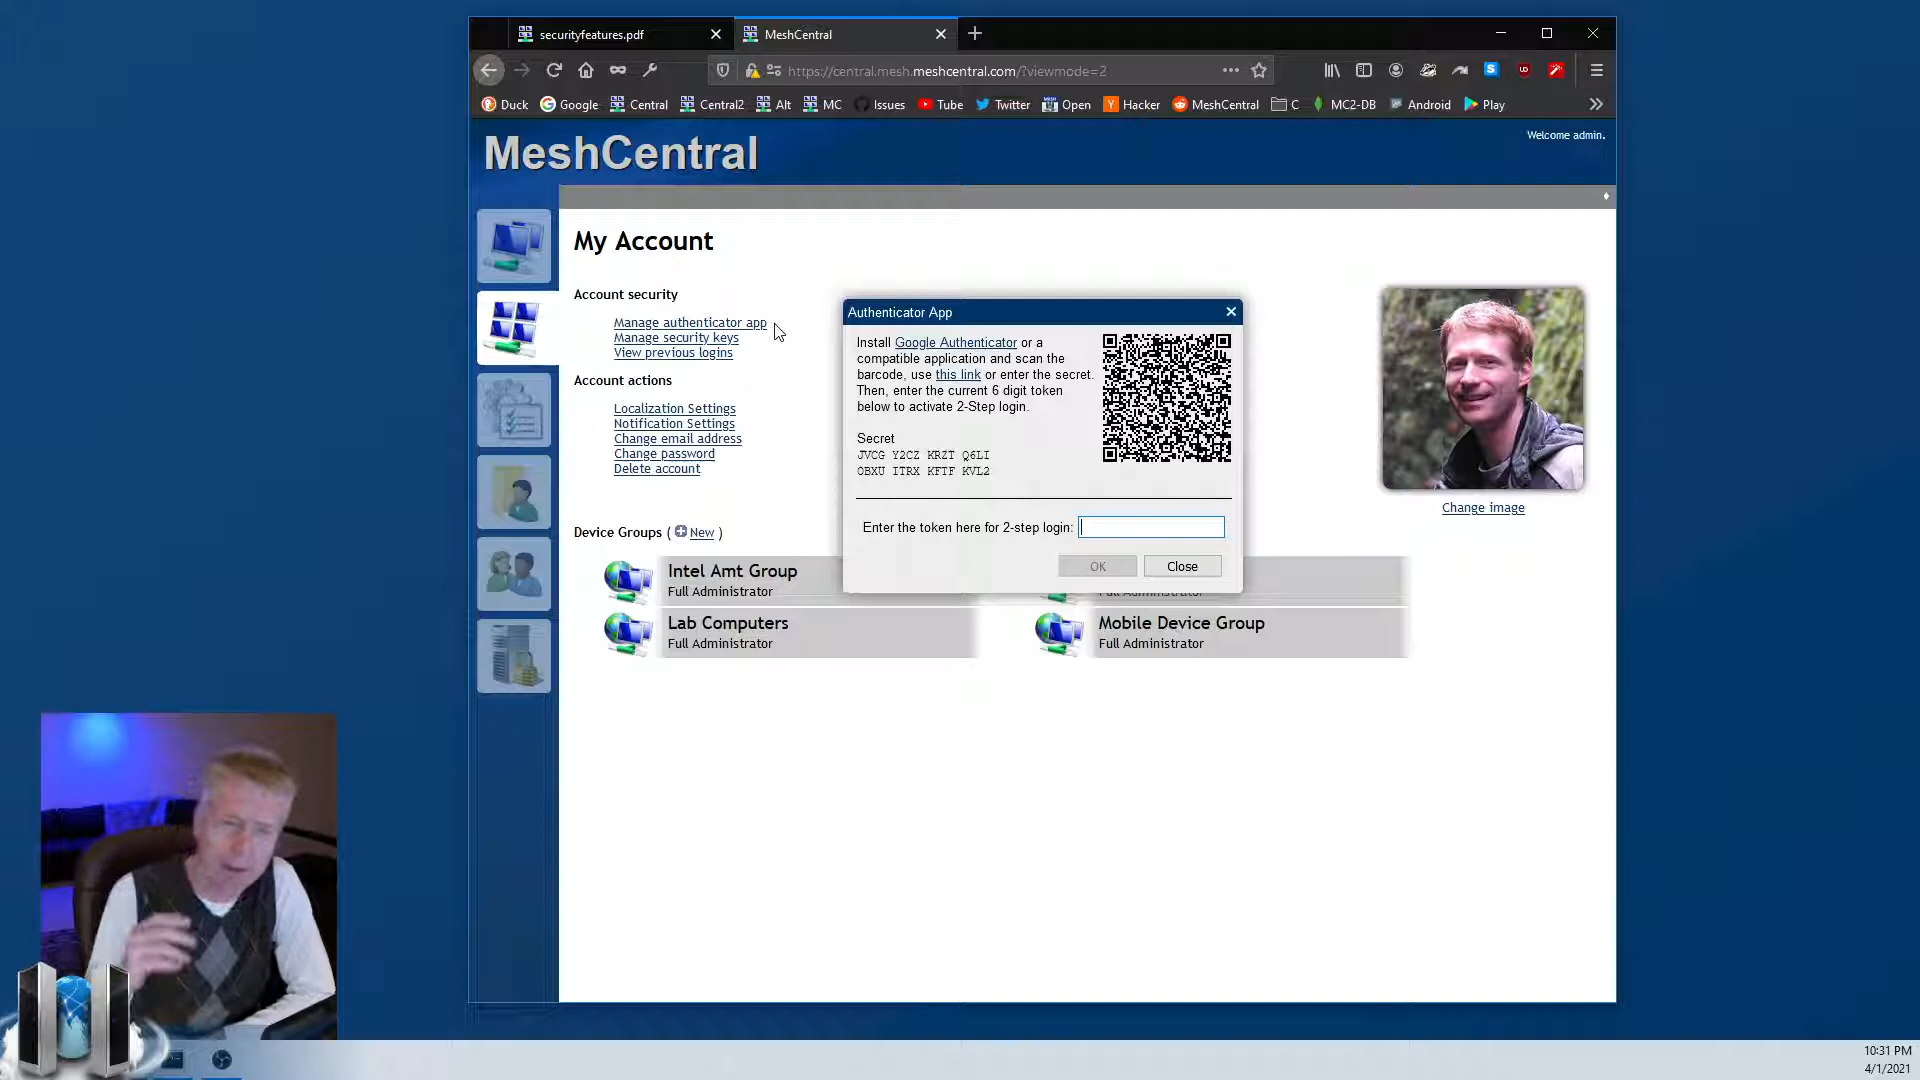 securityfeatures.pdf
MeshCentral
https://central.mesh.meshcentral.com/?viewmode=2
Duck
Google
Central
Central2
Alt
MC
Issues
Tube
Twitter
Open
Hacker
MeshCentral
C
MC2-DB
Android
Play
MeshCentral
Welcome admin.
My Account
Account security
Manage authenticator app
Manage security keys
View previous logins
Account actions
Localization Settings
Notification Settings
Change email address
Change password
Delete account
Change image
Authenticator App
Install Google Authenticator or a
compatible application and scan the
barcode, use this link or enter the secret.
Then, enter the current 6 digit token
below to activate 2-Step login.
Secret
JVCG Y2CZ KRZT Q6LI
OBXU ITRX KFTF KVL2
Enter the token here for 2-step login:
OK
Close
Device Groups ( New )
Intel Amt Group
Full Administrator
Full Administrator
Lab Computers
Full Administrator
Mobile Device Group
Full Administrator
10:31 PM
4/1/2021